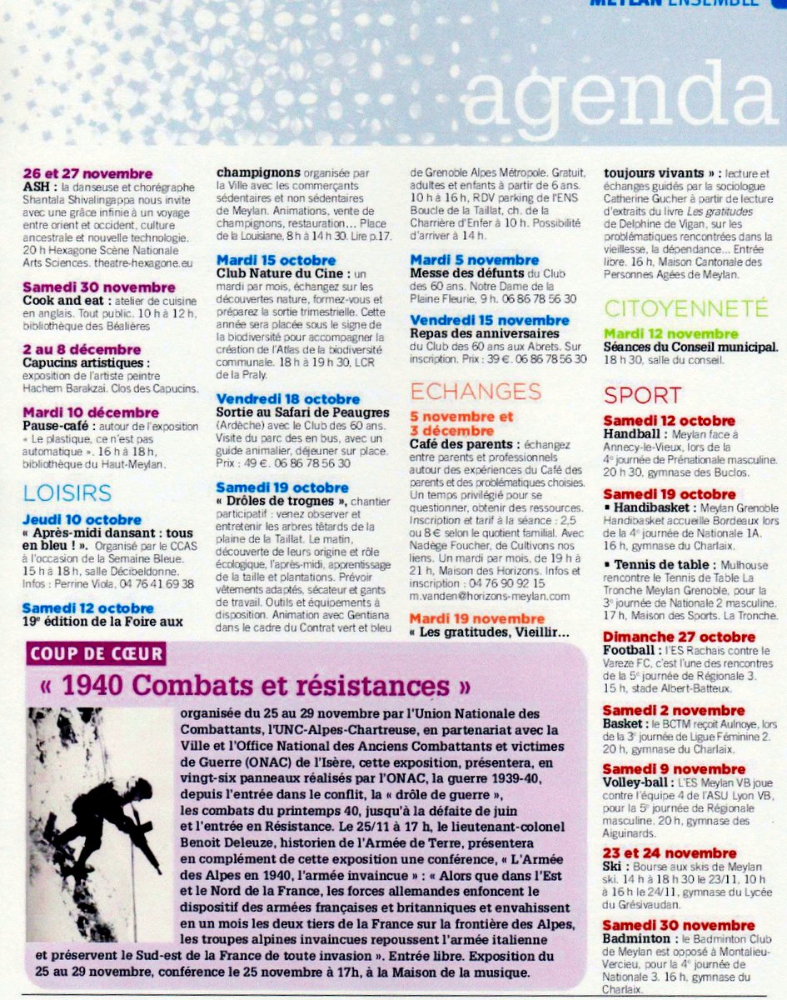 MEYLAN ENSEMBLE
agenda
26 et 27 novembre
ASH : la danseuse et chorégraphe
Shantala Shivalingappa nous invite
avec une grâce infinie à un voyage
entre orient et occident, culture
ancestrale et nouvelle technologie.
20 h Hexagone Scène Nationale
Arts Sciences. theatre-hexagone.eu
Samedi 30 novembre
Cook and eat : atelier de cuisine
en anglais. Tout public. 10 h à 12 h,
bibliothèque des Béalières
2 au 8 décembre
Capucins artistiques :
exposition de l'artiste peintre
Hachem Barakzai. Clos des Capucins.
Mardi 10 décembre
Pause-café : autour de l'exposition
« Le plastique, ce n'est pas
automatique ». 16 h à 18 h,
bibliothèque du Haut-Meylan.
LOISIRS
Jeudi 10 octobre
« Après-midi dansant : tous
en bleu ! ». Organisé par le CCAS
à l'occasion de la Semaine Bleue.
15 h à 18 h, salle Décibeldonne.
Infos : Perrine Viola, 04 76 41 69 38
Samedi 12 octobre
19e édition de la Foire aux
champignons organisée par
la Ville avec les commerçants
sédentaires et non sédentaires
de Meylan. Animations, vente de
champignons, restauration... Place
de la Louisiane, 8 h à 14 h 30. Lire p.17.
Mardi 15 octobre
Club Nature du Cine : un
mardi par mois, échangez sur les
découvertes nature, formez-vous et
préparez la sortie trimestrielle. Cette
année sera placée sous le signe de
la biodiversité pour accompagner la
création de l'Atlas de la biodiversité
communale. 18 h à 19 h 30, LCR
de la Praly.
Vendredi 18 octobre
Sortie au Safari de Peaugres
(Ardèche) avec le Club des 60 ans.
Visite du parc des en bus, avec un
guide animalier, déjeuner sur place.
Prix : 49 €. 06 86 78 56 30
Samedi 19 octobre
« Drôles de trognes », chantier
participatif : venez observer et
entretenir les arbres têtards de la
plaine de la Taillat. Le matin,
découverte de leurs origine et rôle
écologique, l'après-midi, apprentissage
de la taille et plantations. Prévoir
vêtements adaptés, sécateur et gants
de travail. Outils et équipements à
disposition. Animation avec Gentiana
dans le cadre du Contrat vert et bleu
de Grenoble Alpes Métropole. Gratuit,
adultes et enfants à partir de 6 ans.
10 h à 16 h, RDV parking de l'ENS
Boucle de la Taillat, ch. de la
Charrière d'Enfer à 10 h. Possibilité
d'arriver à 14 h.
Mardi 5 novembre
Messe des défunts du Club
des 60 ans. Notre Dame de la
Plaine Fleurie, 9 h. 06 86 78 56 30
Vendredi 15 novembre
Repas des anniversaires
du Club des 60 ans aux Abrets. Sur
inscription. Prix : 39 €. 06 86 78 56 30
ECHANGES
5 novembre et
3 décembre
Café des parents : échangez
entre parents et professionnels
autour des expériences du Café des
parents et des problématiques choisies.
Un temps privilégié pour se
questionner, obtenir des ressources.
Inscription et tarif à la séance : 2,5
ou 8 € selon le quotient familial. Avec
Nadège Foucher, de Cultivons nos
liens. Un mardi par mois, de 19 h à
21 h, Maison des Horizons. Infos et
inscription : 04 76 90 92 15
m.vanden@horizons-meylan.com
Mardi 19 novembre
« Les gratitudes, Vieillir...
toujours vivants » : lecture et
échanges guidés par la sociologue
Catherine Gucher à partir de lecture
d'extraits du livre Les gratitudes
de Delphine de Vigan, sur les
problématiques rencontrées dans la
vieillesse, la dépendance... Entrée
libre. 16 h, Maison Cantonale des
Personnes Agées de Meylan.
CITOYENNETÉ
Mardi 12 novembre
Séances du Conseil municipal.
18 h 30, salle du conseil.
SPORT
Samedi 12 octobre
Handball : Meylan face à
Annecy-le-Vieux, lors de la
4e journée de Prénationale masculine.
20 h 30, gymnase des Buclos.
Samedi 19 octobre
▪ Handibasket : Meylan Grenoble
Handibasket accueille Bordeaux lors
de la 4e journée de Nationale 1A.
16 h, gymnase du Charlaix.
▪ Tennis de table : Mulhouse
rencontre le Tennis de Table La
Tronche Meylan Grenoble, pour la
3e journée de Nationale 2 masculine.
17 h, Maison des Sports. La Tronche.
Dimanche 27 octobre
Football : l'ES Rachais contre le
Vareze FC, c'est l'une des rencontres
de la 5e journée de Régionale 3.
15 h, stade Albert-Batteux.
Samedi 2 novembre
Basket : le BCTM reçoit Aulnoye, lors
de la 3e journée de Ligue Féminine 2.
20 h, gymnase du Charlaix.
Samedi 9 novembre
Volley-ball : L'ES Meylan VB joue
contre l'équipe 4 de l'ASU Lyon VB,
pour la 5e journée de Régionale
masculine. 20 h, gymnase des
Aiguinards.
23 et 24 novembre
Ski : Bourse aux skis de Meylan
ski. 14 h à 18 h 30 le 23/11, 10 h
à 16 h le 24/11, gymnase du Lycée
du Grésivaudan.
Samedi 30 novembre
Badminton : le Badminton Club
de Meylan est opposé à Montalieu-
Vercieu, pour la 4e journée de
Nationale 3. 16 h, gymnase du
Charlaix.
COUP DE CŒUR
« 1940 Combats et résistances »
organisée du 25 au 29 novembre par l'Union Nationale des
Combattants, l'UNC-Alpes-Chartreuse, en partenariat avec la
Ville et l'Office National des Anciens Combattants et victimes
de Guerre (ONAC) de l'Isère, cette exposition, présentera, en
vingt-six panneaux réalisés par l'ONAC, la guerre 1939-40,
depuis l'entrée dans le conflit, la « drôle de guerre »,
les combats du printemps 40, jusqu'à la défaite de juin
et l'entrée en Résistance. Le 25/11 à 17 h, le lieutenant-colonel
Benoit Deleuze, historien de l'Armée de Terre, présentera
en complément de cette exposition une conférence, « L'Armée
des Alpes en 1940, l'armée invaincue » : « Alors que dans l'Est
et le Nord de la France, les forces allemandes enfoncent le
dispositif des armées françaises et britanniques et envahissent
en un mois les deux tiers de la France sur la frontière des Alpes,
les troupes alpines invaincues repoussent l'armée italienne
et préservent le Sud-est de la France de toute invasion ». Entrée libre. Exposition du
25 au 29 novembre, conférence le 25 novembre à 17h, à la Maison de la musique.